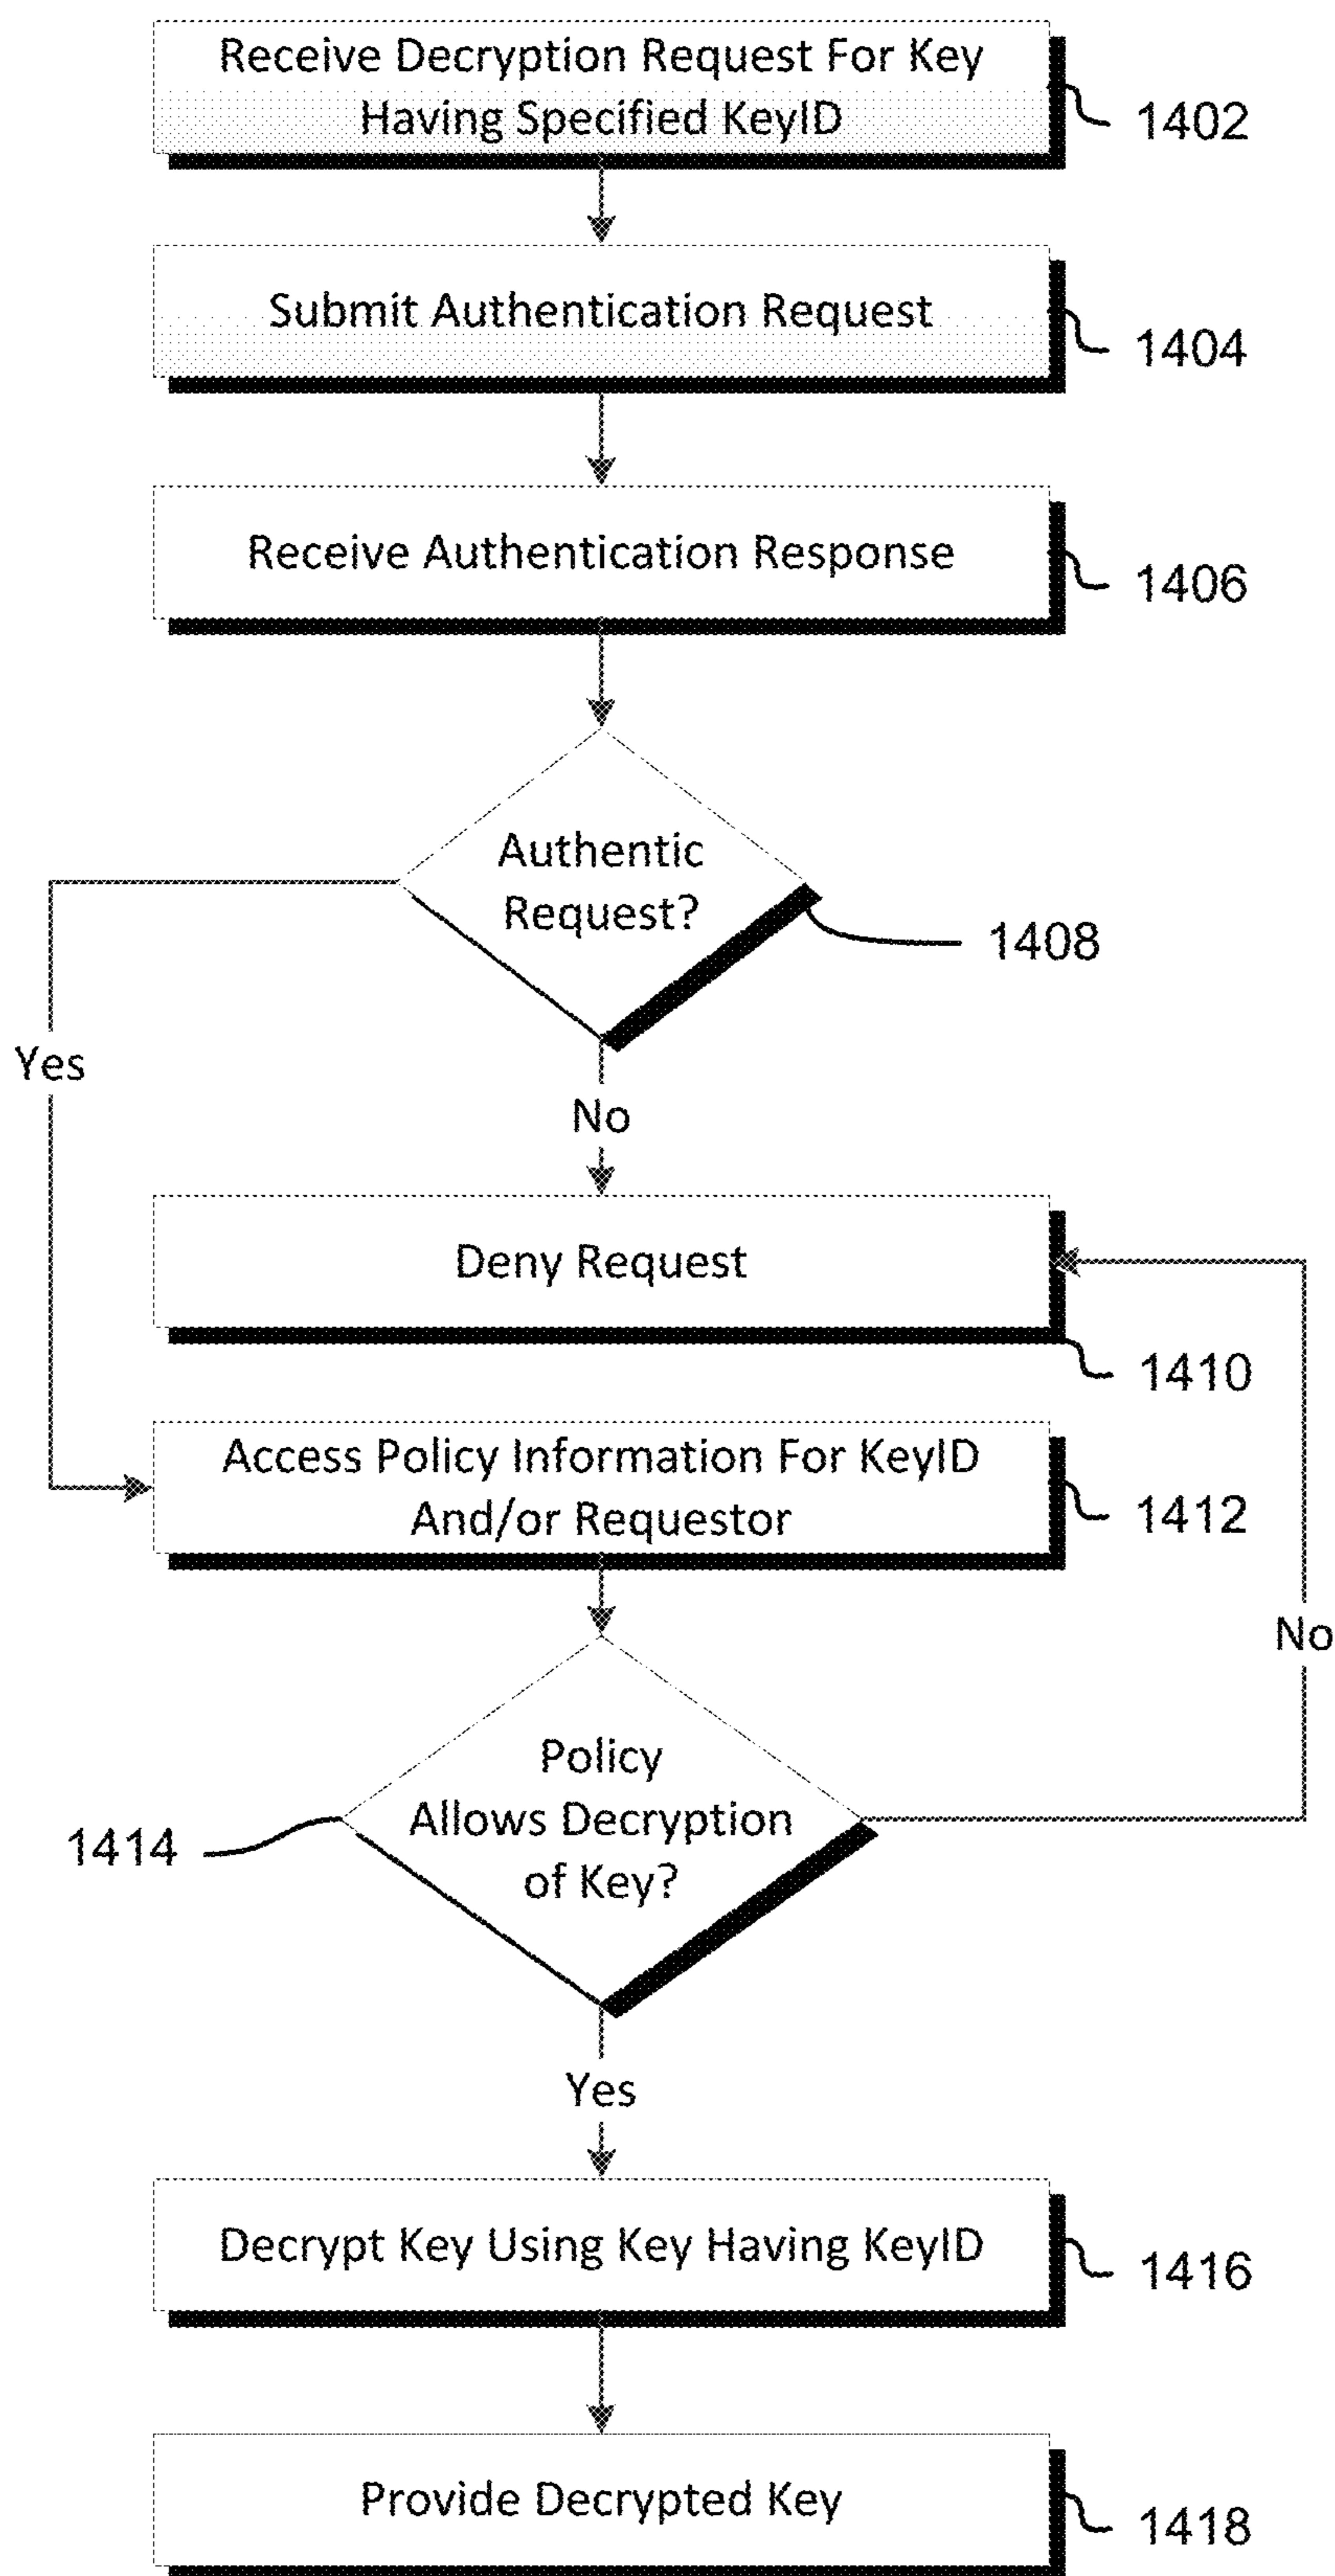 Receive Decryption Request For Key
Having Specified KeyID
1402
Submit Authentication Request
1404
Receive Authentication Response
1406
Authentic
Request?
1408
Yes
No
Deny Request
1410
Access Policy Information For KeyID
And/or Requestor
1412
No
Policy
Allows Decryption
of Key?
1414
Yes
Decrypt Key Using Key Having KeyID
1416
Provide Decrypted Key
1418